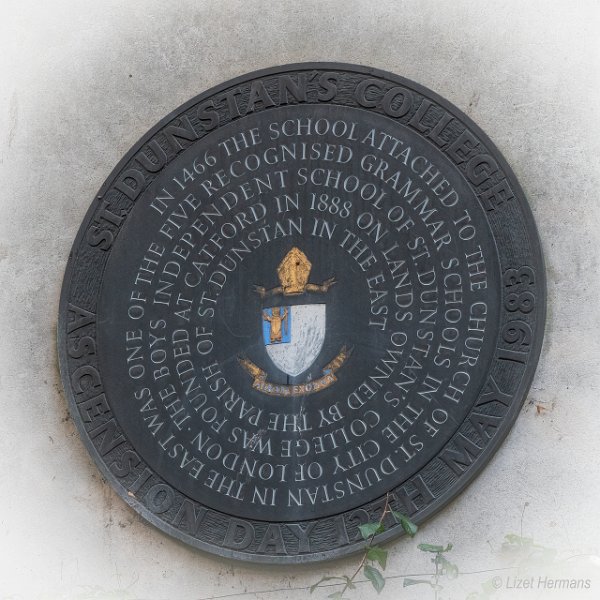 ST. DUNSTAN'S COLLEGE
ASCENSION DAY 12TH MAY 1983
IN 1466 THE SCHOOL ATTACHED TO THE CHURCH OF ST. DUNSTAN IN THE EAST WAS ONE OF THE FIVE RECOGNISED GRAMMAR SCHOOLS IN THE CITY OF LONDON · THE BOYS INDEPENDENT SCHOOL OF ST. DUNSTAN'S COLLEGE WAS FOUNDED AT CATFORD IN 1888 ON LANDS OWNED BY THE PARISH OF ST. DUNSTAN IN THE EAST
© Lizet Hermans